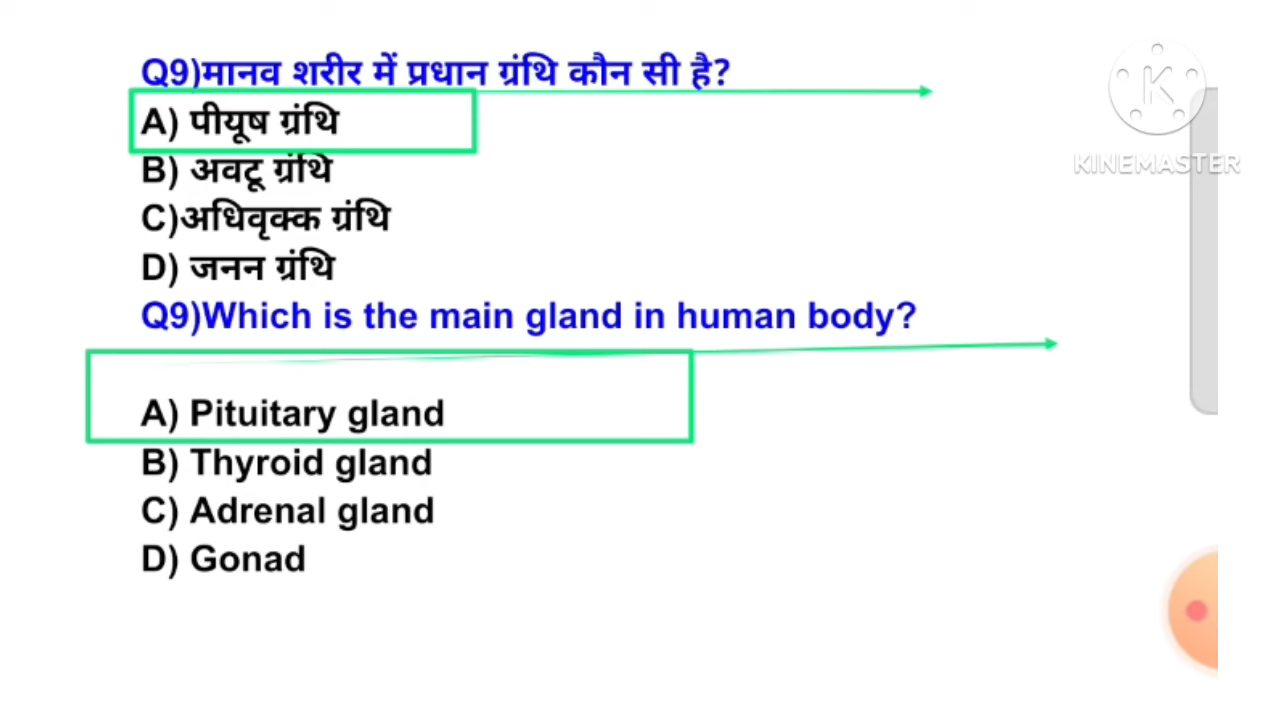 Q9)मानव शरीर में प्रधान ग्रंथि कौन सी है?
A) पीयूष ग्रंथि
B) अवटू ग्रंथि
C)अधिवृक्क ग्रंथि
D) जनन ग्रंथि
Q9)Which is the main gland in human body?
A) Pituitary gland
B) Thyroid gland
C) Adrenal gland
D) Gonad
K
KINEMASTER